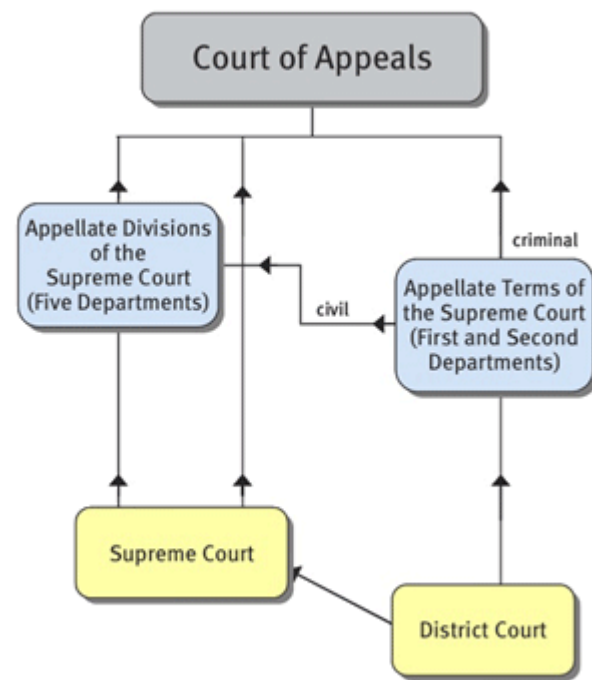 Court of Appeals
Appellate Divisions
of the
Supreme Court
(Five Departments)
criminal
civil
Appellate Terms of
the Supreme Court
(First and Second
Departments)
Supreme Court
District Court